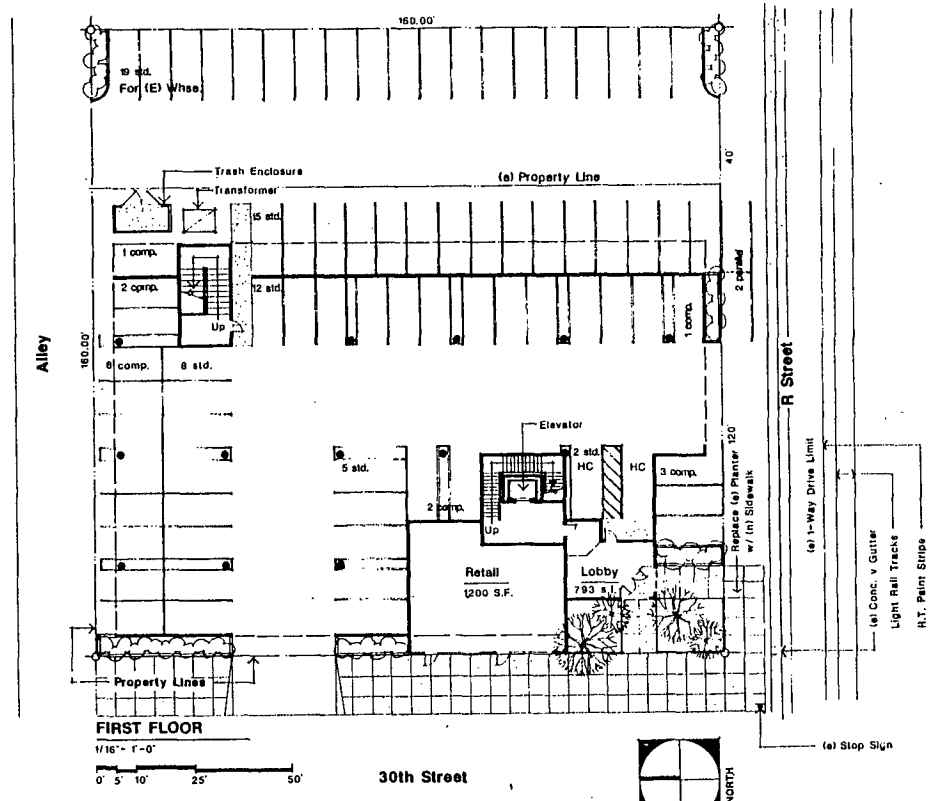 160.00'
19 std.
For (E) Whse.
40'
Trash Enclosure
Transformer
(e) Property Line
15 std.
1 comp.
2 comp.
12 std.
Up
2 parallel
1 comp.
Alley
160.00'
6 comp.
8 std.
R Street
Elevator
5 std.
2 std.
HC
HC
3 comp.
2 comp.
Up
120'
Replace (e) Planter
w/ (n) Sidewalk
(e) 1-Way Drive Limit
(e) Conc. v Gutter
Light Rail Tracks
R.T. Paint Stripe
Retail
1,200 S.F.
Lobby
793 s
Property Lines
FIRST FLOOR
1/16"- 1'-0"
0' 5' 10' 25' 50'
30th Street
NORTH
(e) Stop Sign